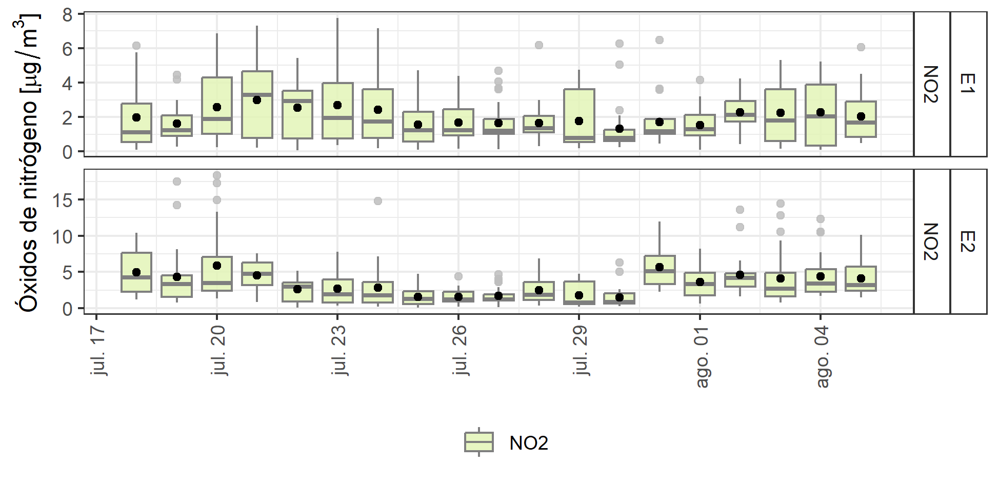 Óxidos de nitrógeno [µg/m³]
8
6
4
2
0
NO2
E1
15
10
5
0
NO2
E2
jul. 17
jul. 20
jul. 23
jul. 26
jul. 29
ago. 01
ago. 04
NO2